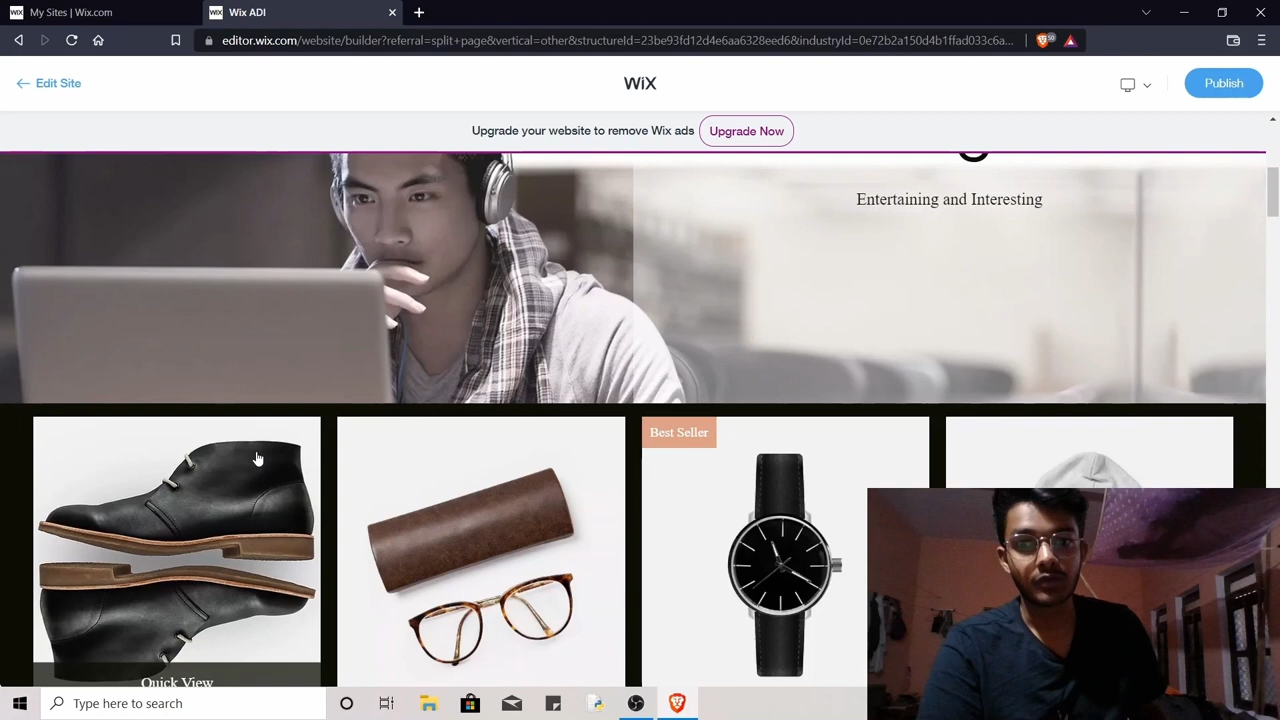 My Sites | Wix.com
Wix ADI
editor.wix.com/website/builder?referral=split+page&vertical=other&structureId=23be93fd12d4e6aa6328eed6&industryId=0e72b2a150d4b1ffad033c6a...
50
Edit Site
WiX
Publish
Upgrade your website to remove Wix ads
Upgrade Now
Entertaining and Interesting
Best Seller
Quick View
Type here to search